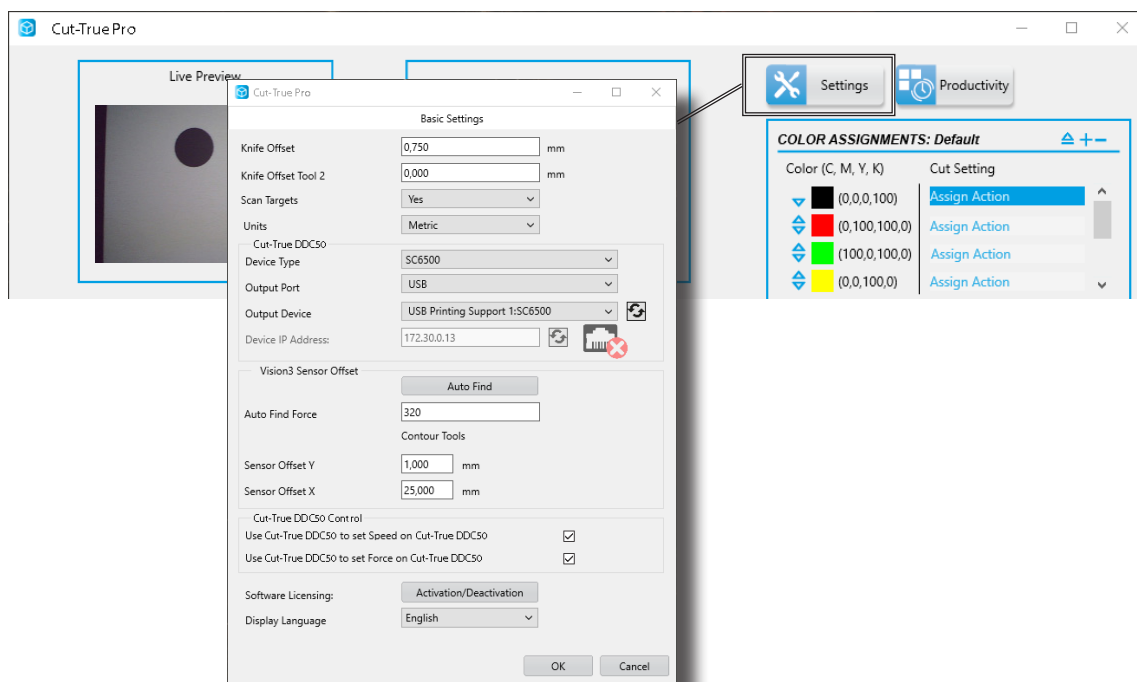 Cut-True Pro
Live Preview
Settings
Productivity
COLOR ASSIGNMENTS: Default
Color (C, M, Y, K) Cut Setting
(0,0,0,100) Assign Action
(0,100,100,0) Assign Action
(100,0,100,0) Assign Action
(0,0,100,0) Assign Action
Cut-True Pro
Basic Settings
Knife Offset 0,750 mm
Knife Offset Tool 2 0,000 mm
Scan Targets Yes
Units Metric
Cut-True DDC50
Device Type SC6500
Output Port USB
Output Device USB Printing Support 1:SC6500
Device IP Address: 172.30.0.13
Vision3 Sensor Offset
Auto Find
Auto Find Force 320
Contour Tools
Sensor Offset Y 1,000 mm
Sensor Offset X 25,000 mm
Cut-True DDC50 Control
Use Cut-True DDC50 to set Speed on Cut-True DDC50
Use Cut-True DDC50 to set Force on Cut-True DDC50
Software Licensing: Activation/Deactivation
Display Language English
OK Cancel